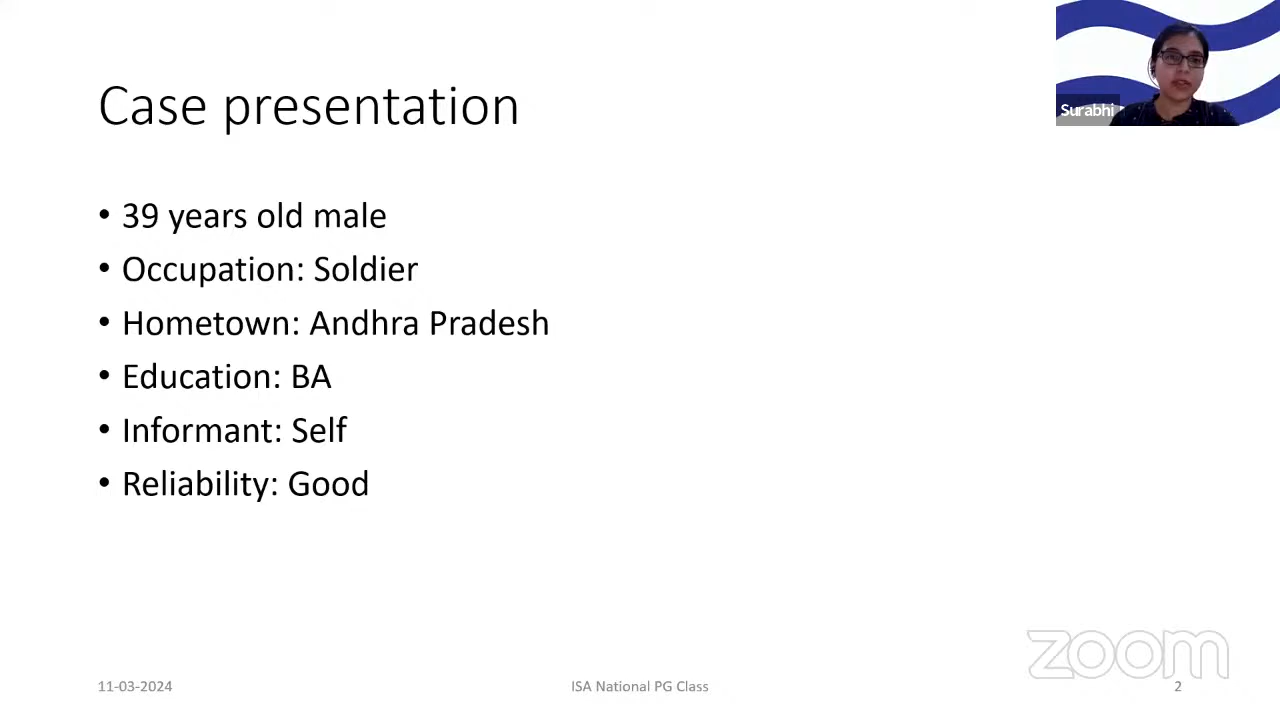 Case presentation
Surabhi
• 39 years old male
• Occupation: Soldier
• Hometown: Andhra Pradesh
• Education: BA
• Informant: Self
• Reliability: Good
zoom
11-03-2024
ISA National PG Class
2